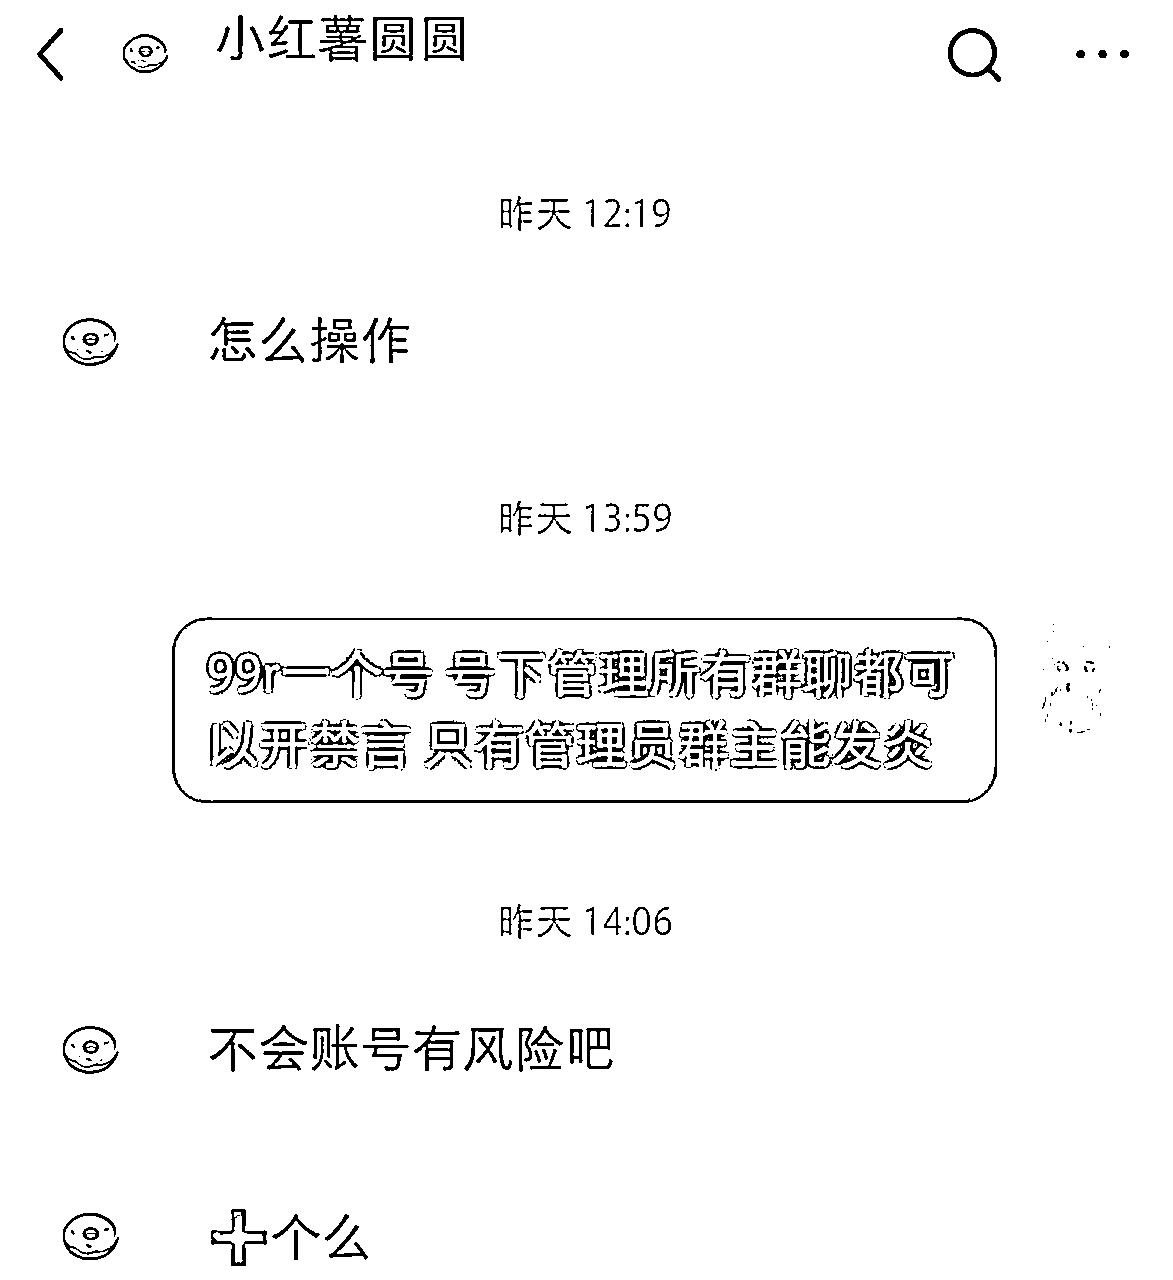 小红薯圆圆
昨天 12:19
怎么操作
昨天 13:59
99r一个号 号下管理所有群聊都可
以开禁言 只有管理员群主能发炎
昨天 14:06
不会账号有风险吧
➕个么